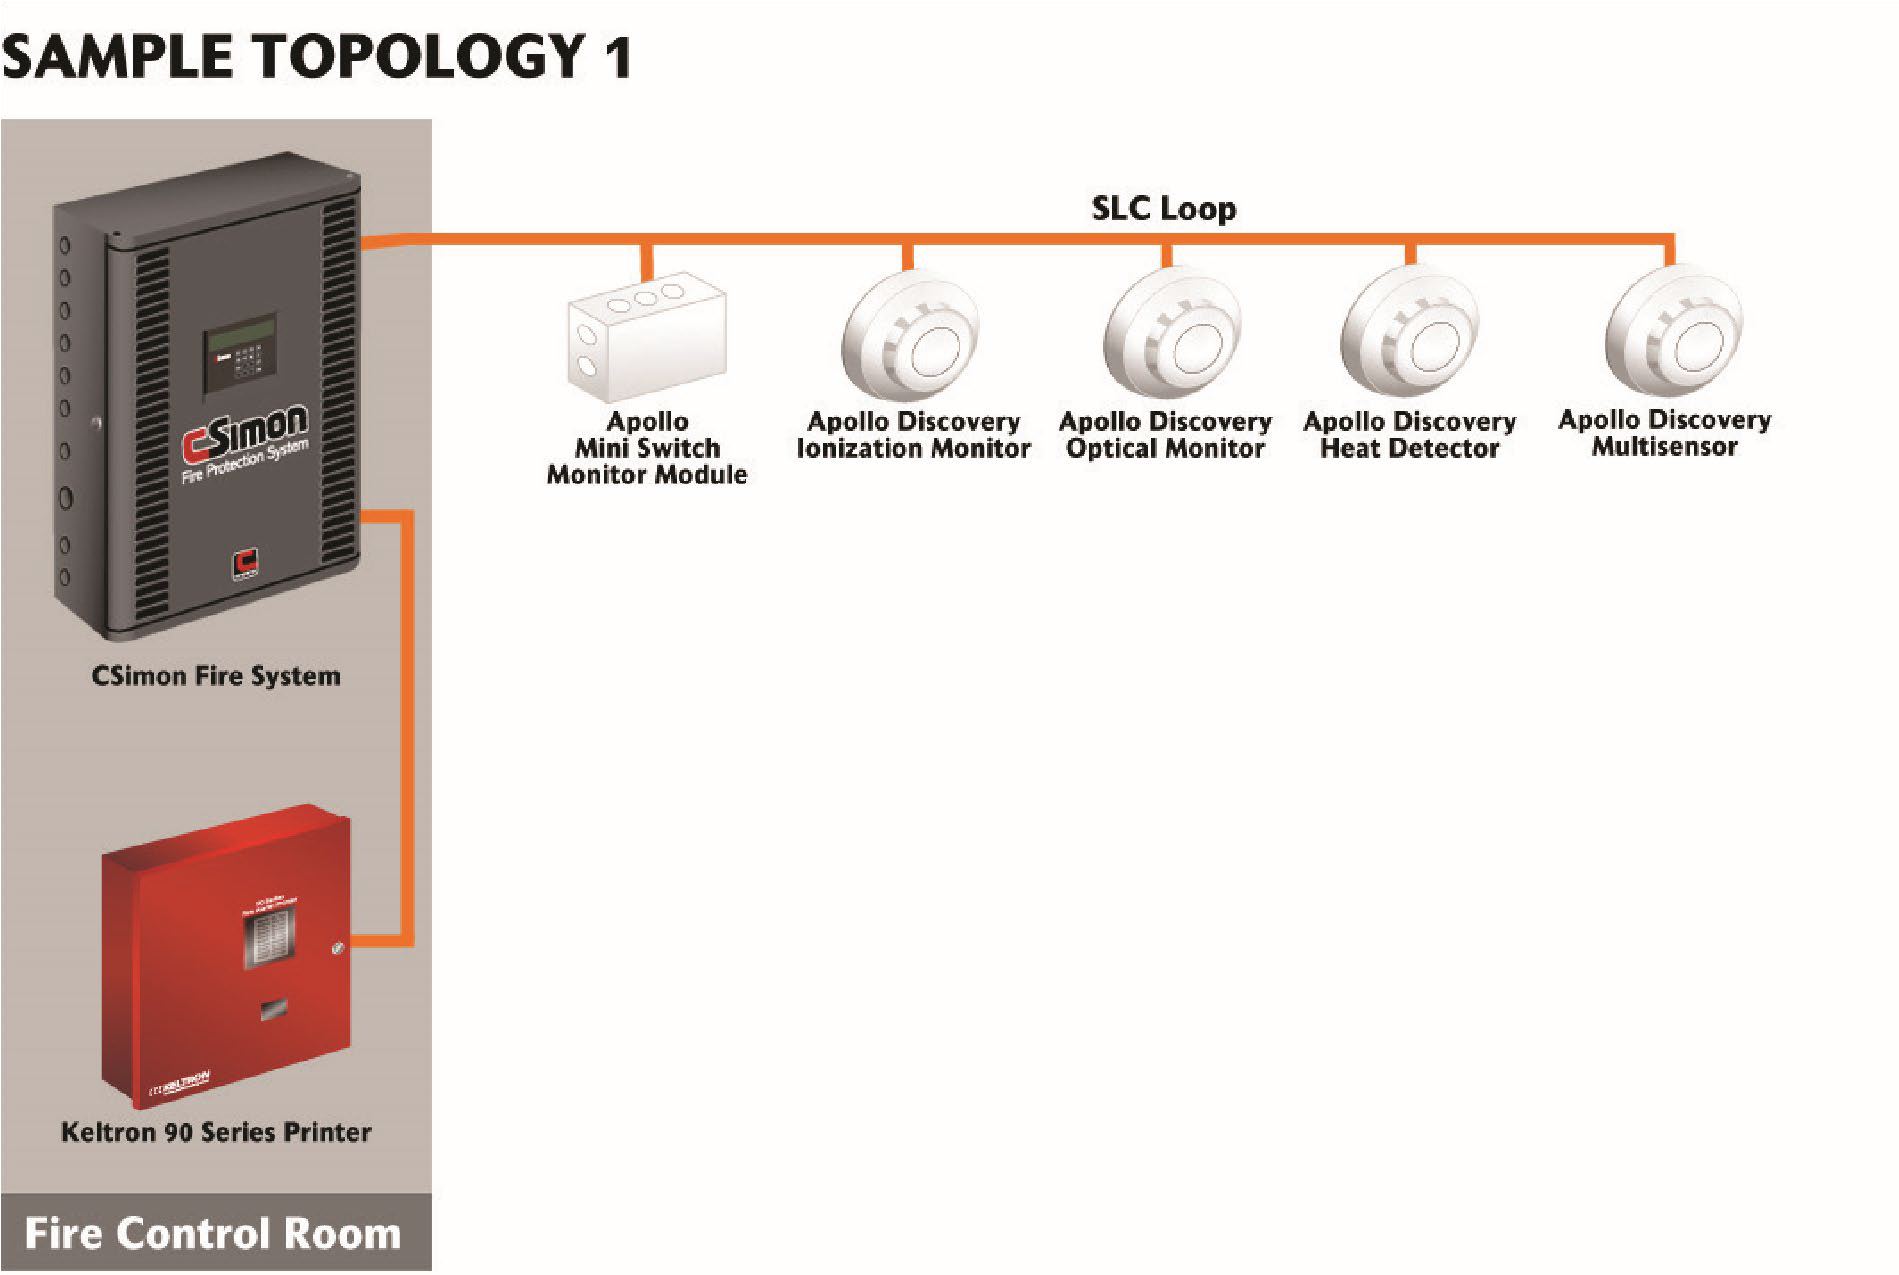 SAMPLE TOPOLOGY 1
SLC Loop
CSimon
Fire Protection System
Apollo
Mini Switch
Monitor Module
Apollo Discovery
Ionization Monitor
Apollo Discovery
Optical Monitor
Apollo Discovery
Heat Detector
Apollo Discovery
Multisensor
CSimon Fire System
KELTRON
Keltron 90 Series Printer
Fire Control Room